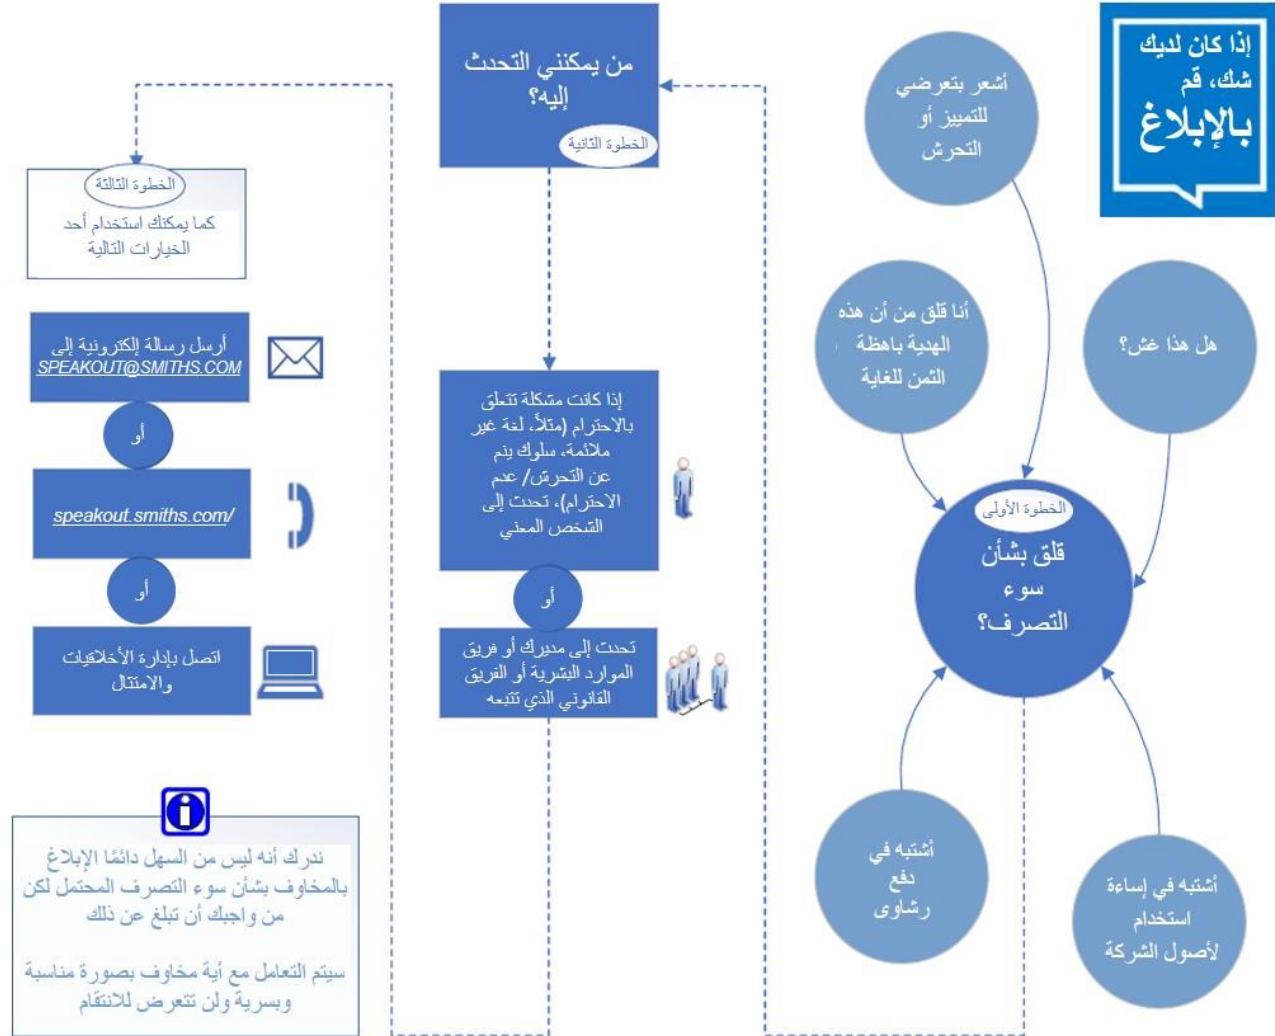 إذا كان لديك
شك، قم
بالإبلاغ
أشعر بتعرضي
للتمييز أو
التحرش
أنا قلق من أن هذه
الهدية باهظة
الثمن للغاية
هل هذا غش؟
الخطوة الأولى
قلق بشأن
سوء
التصرف؟
أشتبه في
دفع
رشاوى
أشتبه في إساءة
استخدام
لأصول الشركة
من يمكنني التحدث
إليه؟
الخطوة الثانية
إذا كانت مشكلة تتعلق
بالاحترام (مثلاً، لغة غير
ملائمة، سلوك ينم
عن التحرش/ عدم
الاحترام)، تحدث إلى
الشخص المعني
أو
تحدث إلى مديرك أو فريق
الموارد البشرية أو الفريق
القانوني الذي تتبعه
الخطوة الثالثة
كما يمكنك استخدام أحد
الخيارات التالية
أرسل رسالة إلكترونية إلى
SPEAKOUT@SMITHS.COM
أو
speakout.smiths.com/
أو
اتصل بإدارة الأخلاقيات
والامتثال
ندرك أنه ليس من السهل دائمًا الإبلاغ
بالمخاوف بشأن سوء التصرف المحتمل لكن
من واجبك أن تبلغ عن ذلك
سيتم التعامل مع أية مخاوف بصورة مناسبة
وبسرية ولن تتعرض للانتقام